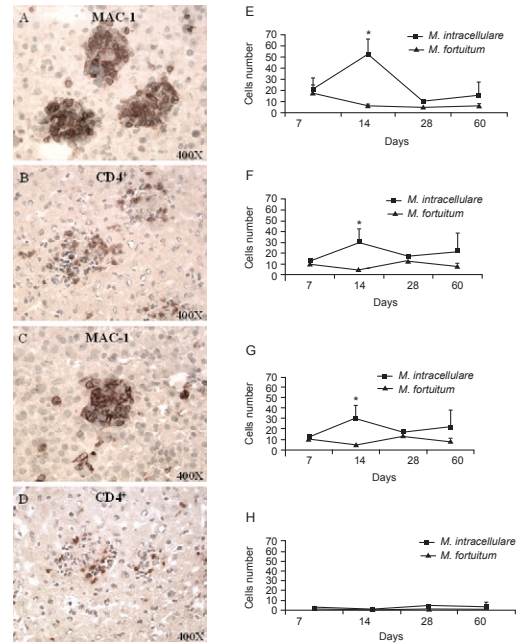 A
MAC-1
400X
B
CD4+
400X
C
MAC-1
400X
D
CD4+
400X
E
Cells number
70
60
50
40
30
20
10
0
*
M. intracellulare
M. fortuitum
7 14 28 60
Days
F
Cells number
70
60
50
40
30
20
10
0
*
M. intracellulare
M. fortuitum
7 14 28 60
Days
G
Cells number
70
60
50
40
30
20
10
0
*
M. intracellulare
M. fortuitum
7 14 28 60
Days
H
Cells number
70
60
50
40
30
20
10
0
M. intracellulare
M. fortuitum
7 14 28 60
Days